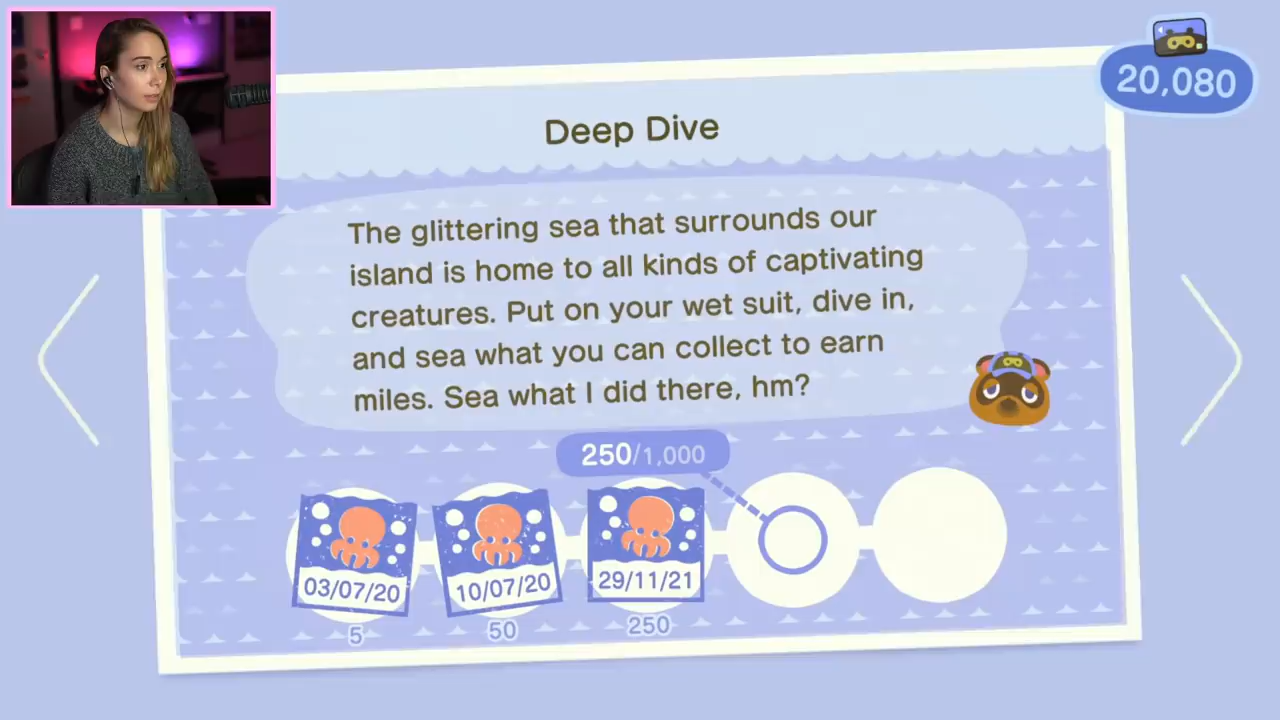 20,080
Deep Dive
The glittering sea that surrounds our
island is home to all kinds of captivating
creatures. Put on your wet suit, dive in,
and sea what you can collect to earn
miles. Sea what I did there, hm?
250/1,000
03/07/20
10/07/20
29/11/21
5
50
250